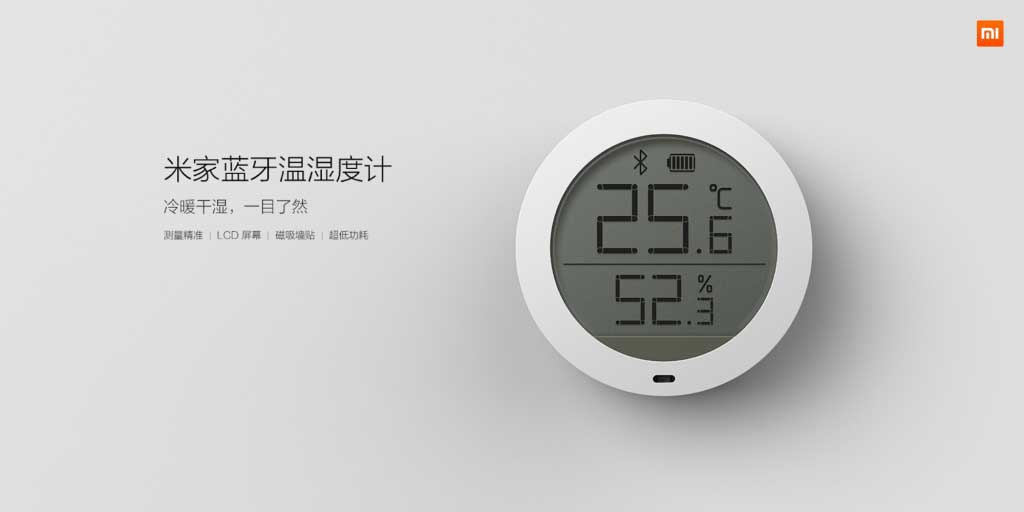 mi
米家蓝牙温湿度计
冷暖干湿，一目了然
测量精准 | LCD 屏幕 | 磁吸墙贴 | 超低功耗
25.6 ℃
52.3 %